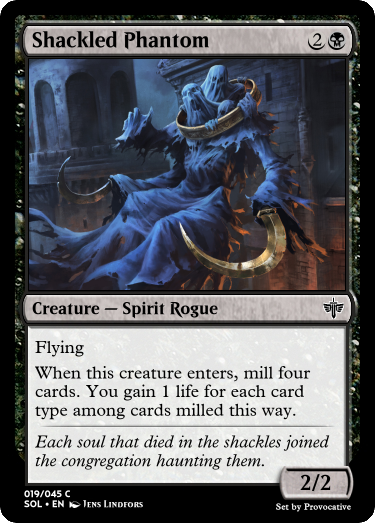 Shackled Phantom 2
Creature — Spirit Rogue
Flying
When this creature enters, mill four
cards. You gain 1 life for each card
type among cards milled this way.
Each soul that died in the shackles joined
the congregation haunting them.
2/2
019/045 C
SOL • EN Jens Lindfors
Set by Provocative